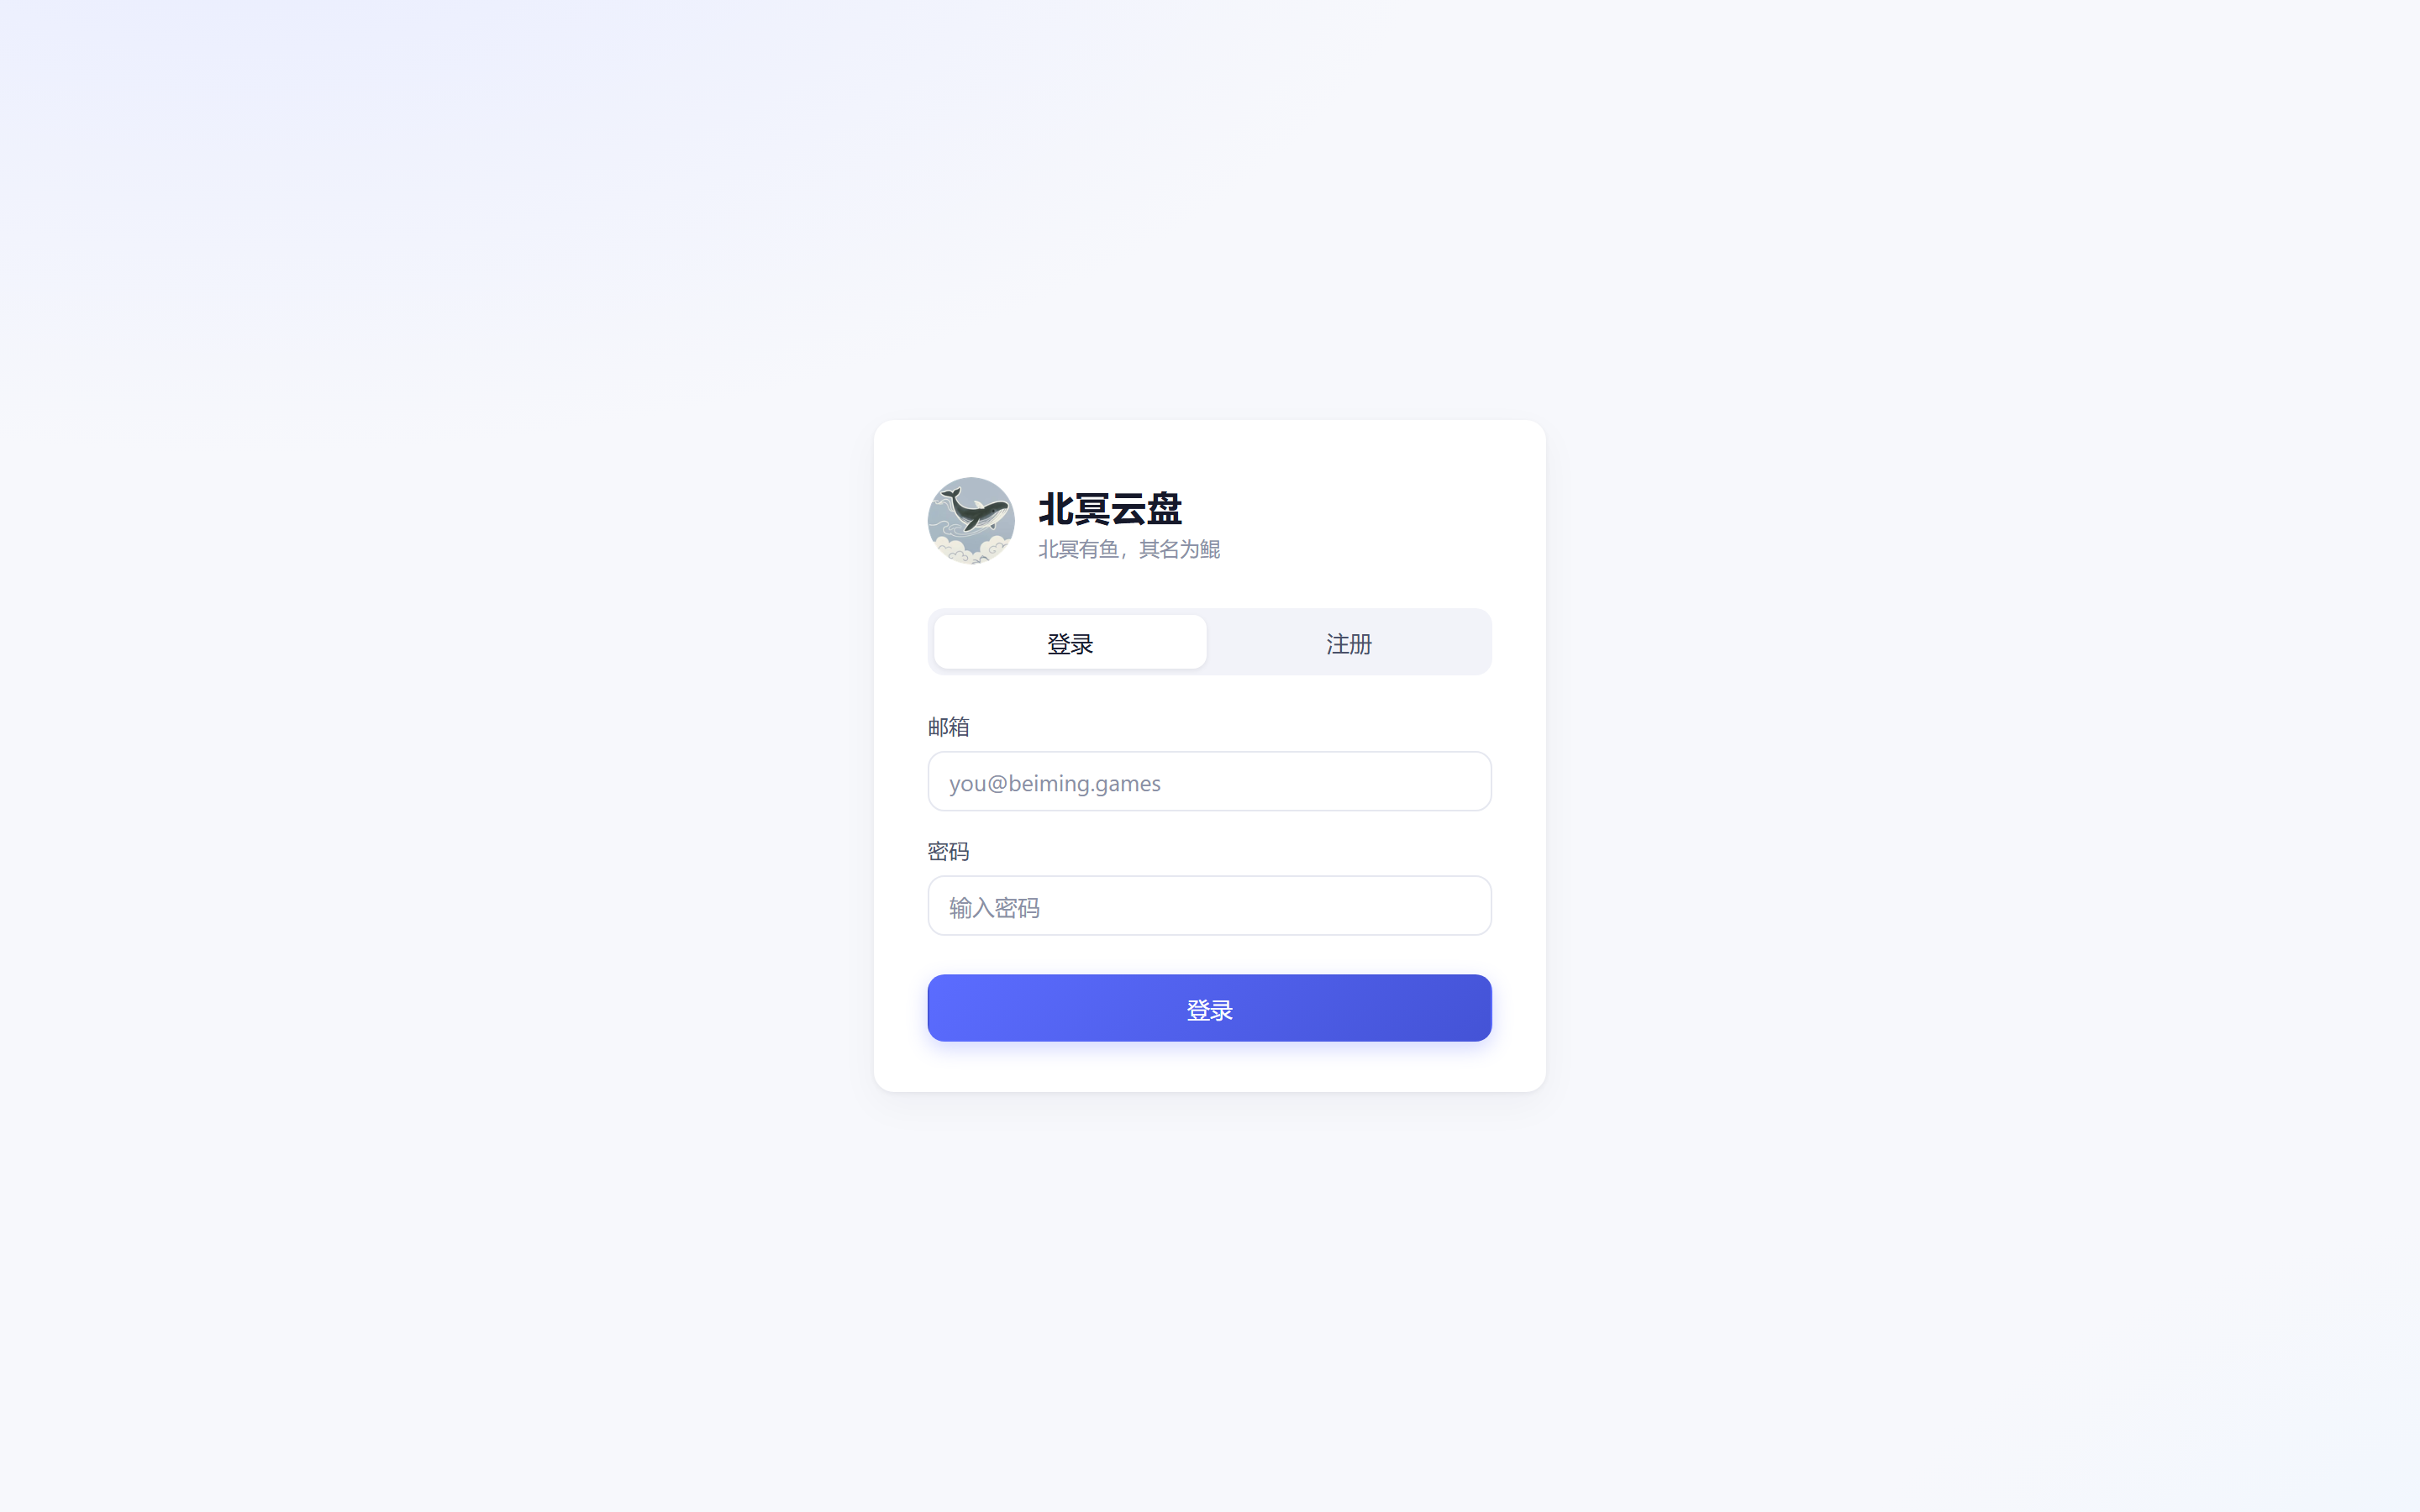 北冥云盘
北冥有鱼，其名为鲲
登录
注册
邮箱
you@beiming.games
密码
输入密码
登录